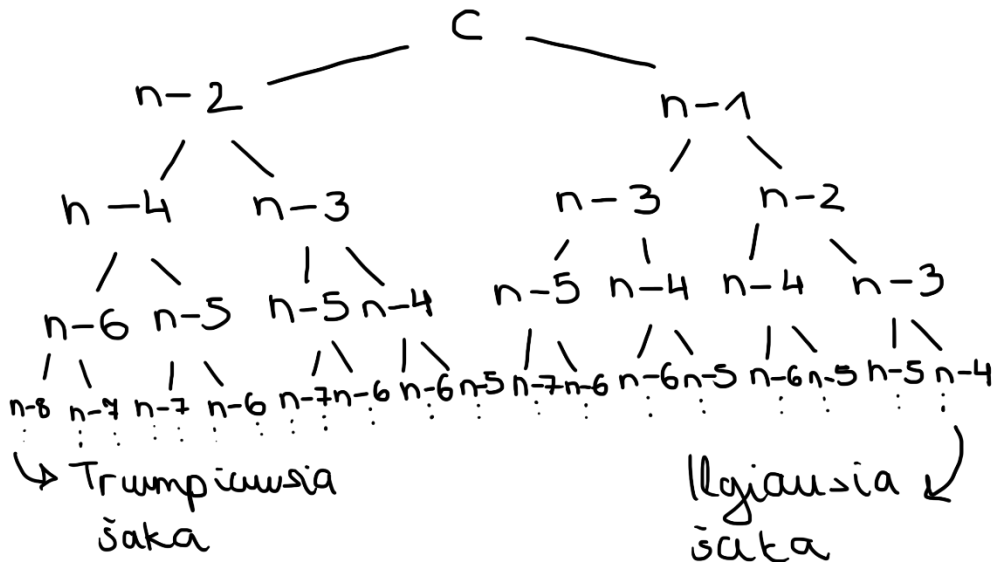 C
n-2 n-1
n-4 n-3 n-3 n-2
n-6 n-5 n-5 n-4 n-5 n-4 n-4 n-3
n-8 n-7 n-7 n-6 n-7 n-6 n-6 n-5 n-7 n-6 n-6 n-5 n-6 n-5 n-5 n-4
Trumpiausia Ilgiausia
šaka šaka